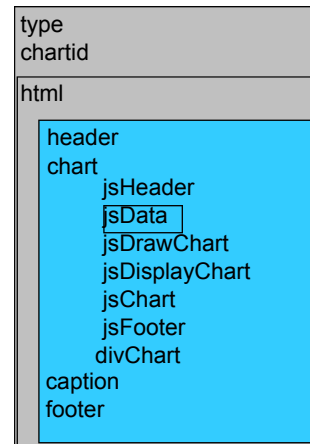 type
chartid
html
header
chart
jsHeader
jsData
jsDrawChart
jsDisplayChart
jsChart
jsFooter
divChart
caption
footer